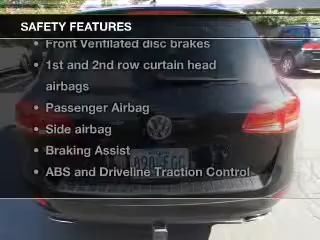 SAFETY FEATURES
Front Ventilated disc brakes
• 1st and 2nd row curtain head
airbags
• Passenger Airbag
• Side airbag
• Braking Assist
• ABS and Driveline Traction Control